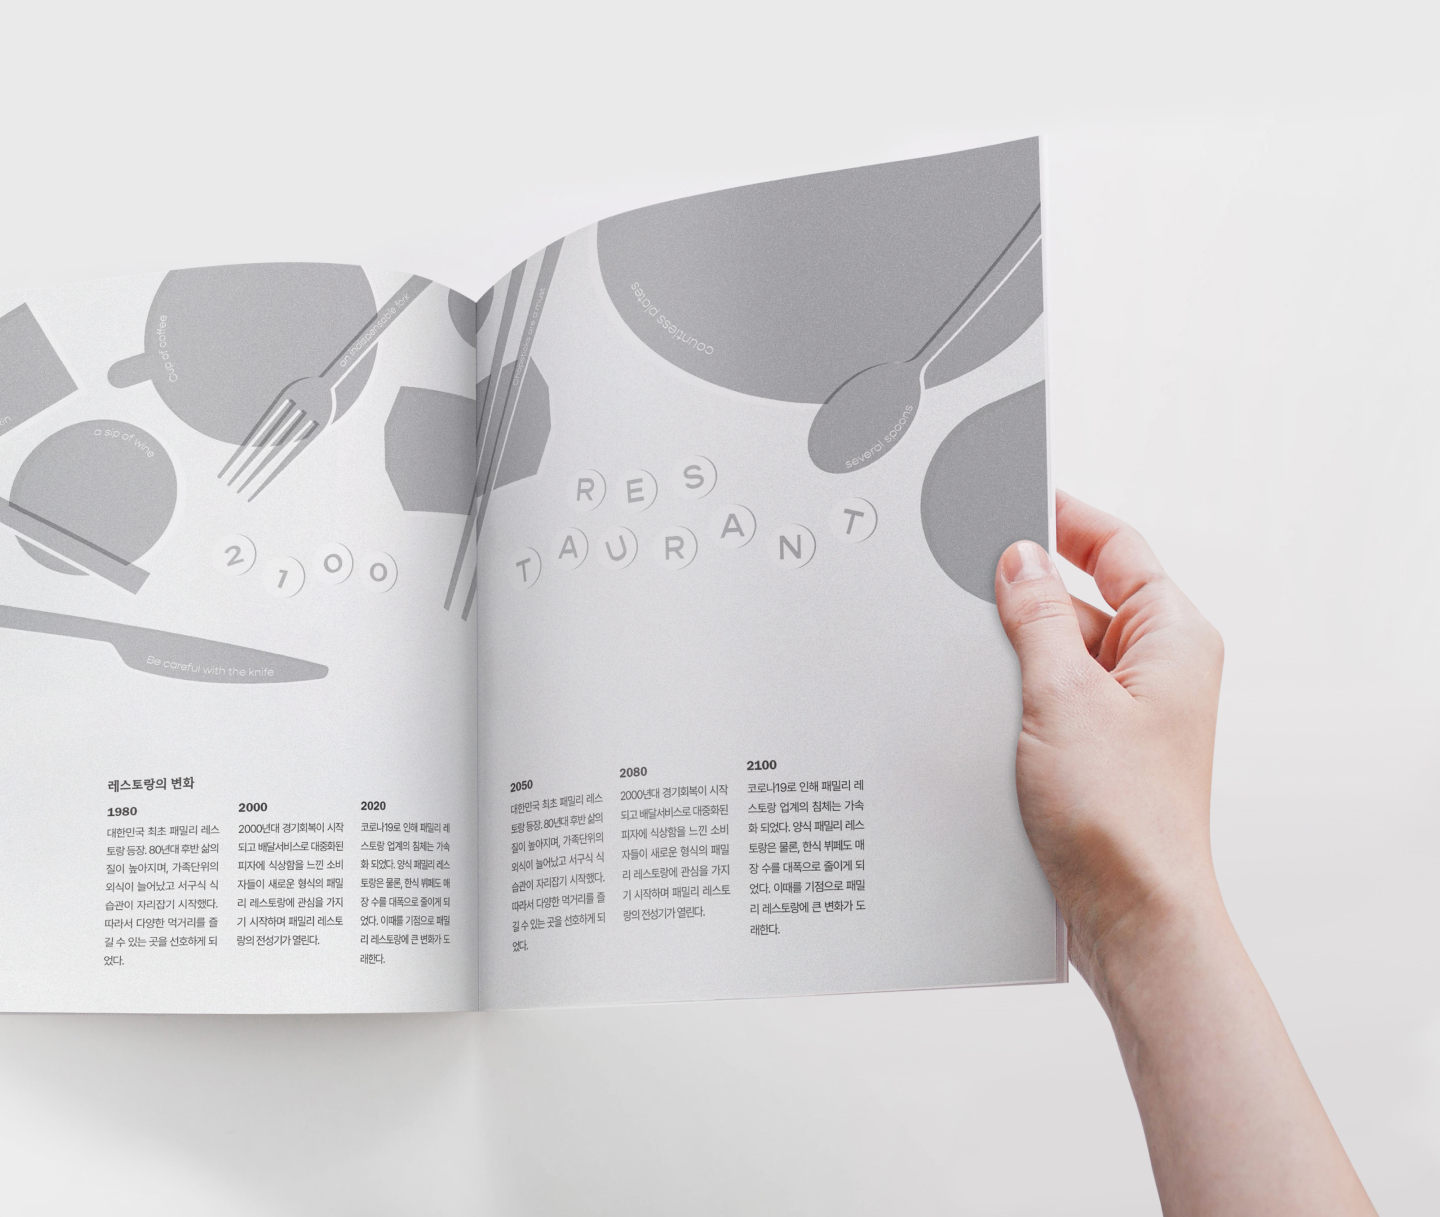 Cup of coffee
an indispensable fork
a sip of wine
Be careful with the knife
2100
chopsticks are a must
countless plates
several spoons
RES
TAURANT
레스토랑의 변화
1980
대한민국 최초 패밀리 레스
토랑 등장. 80년대 후반 삶의
질이 높아지며, 가족단위의
외식이 늘어났고 서구식 식
습관이 자리잡기 시작했다.
따라서 다양한 먹거리를 즐
길 수 있는 곳을 선호하게 되
었다.
2000
2000년대 경기회복이 시작
되고 배달서비스로 대중화된
피자에 식상함을 느낀 소비
자들이 새로운 형식의 패밀
리 레스토랑에 관심을 가지
기 시작하며 패밀리 레스토
랑의 전성기가 열린다.
2020
코로나19로 인해 패밀리 레
스토랑 업계의 침체는 가속
화 되었다. 양식 패밀리 레스
토랑은 물론, 한식 뷔페도 매
장 수를 대폭으로 줄이게 되
었다. 이때를 기점으로 패밀
리 레스토랑에 큰 변화가 도
래한다.
2050
대한민국 최초 패밀리 레스
토랑 등장. 80년대 후반 삶의
질이 높아지며, 가족단위의
외식이 늘어났고 서구식 식
습관이 자리잡기 시작했다.
따라서 다양한 먹거리를 즐
길 수 있는 곳을 선호하게 되
었다.
2080
2000년대 경기회복이 시작
되고 배달서비스로 대중화된
피자에 식상함을 느낀 소비
자들이 새로운 형식의 패밀
리 레스토랑에 관심을 가지
기 시작하며 패밀리 레스토
랑의 전성기가 열린다.
2100
코로나19로 인해 패밀리 레
스토랑 업계의 침체는 가속
화 되었다. 양식 패밀리 레스
토랑은 물론, 한식 뷔페도 매
장 수를 대폭으로 줄이게 되
었다. 이때를 기점으로 패밀
리 레스토랑에 큰 변화가 도
래한다.